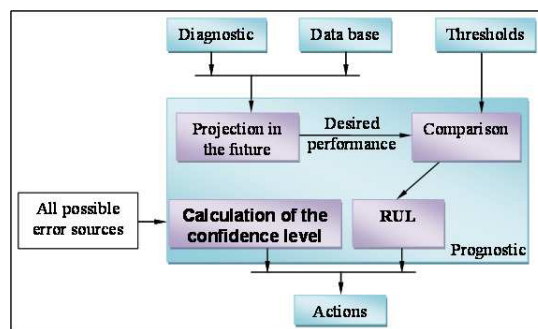 Diagnostic
Data base
Thresholds
Projection in
the future
Desired
performance
Comparison
All possible
error sources
Calculation of the
confidence level
RUL
Prognostic
Actions